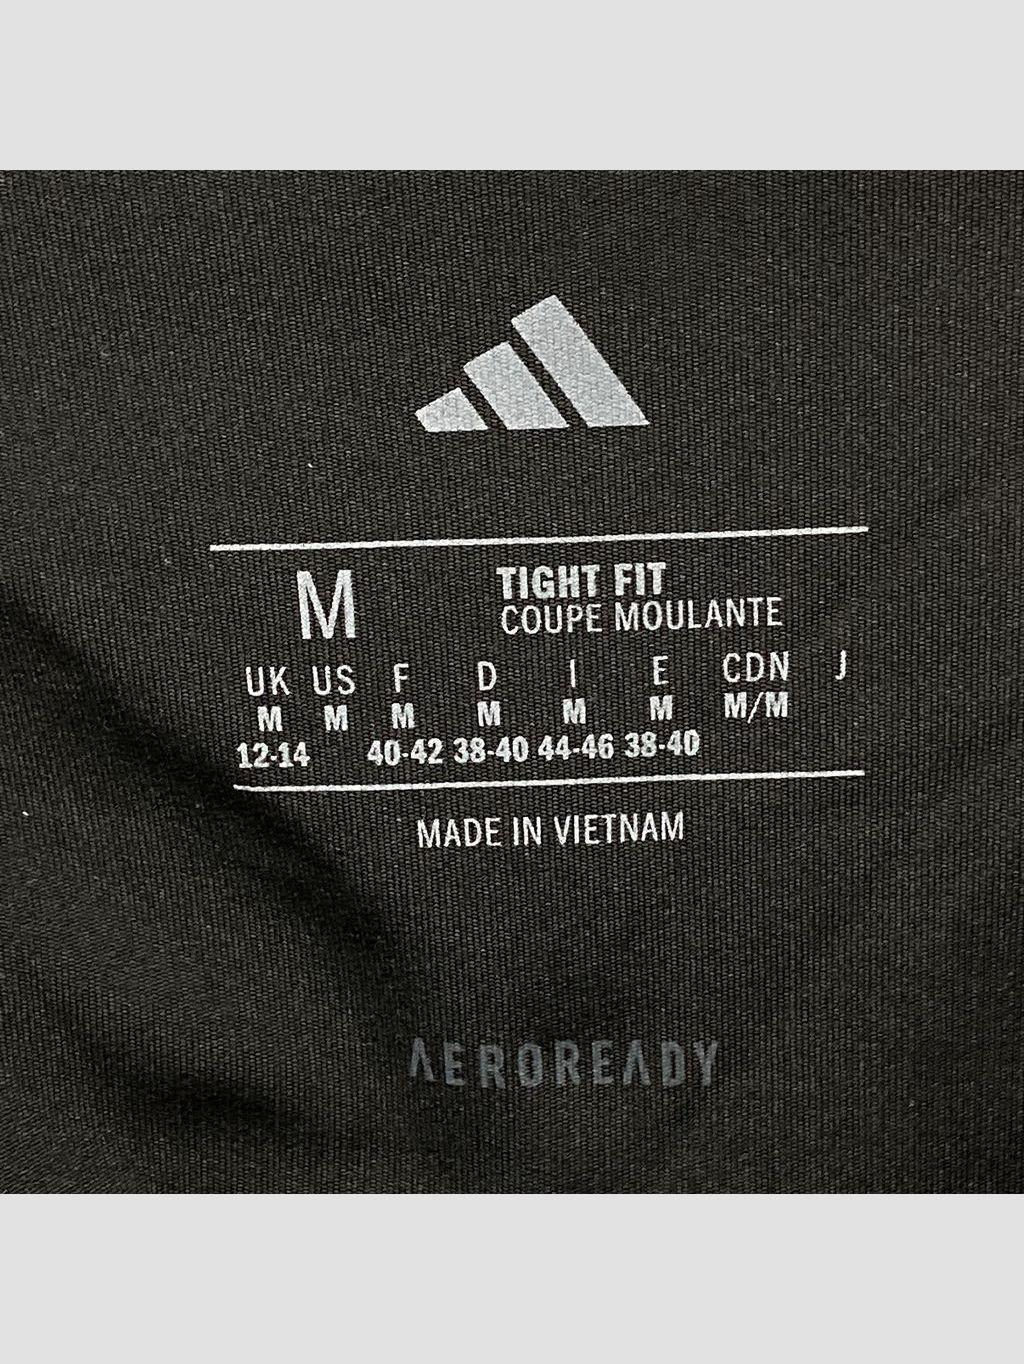 M
TIGHT FIT
COUPE MOULANTE
UK US F D I E CDN J
M M M M M M M/M
12-14 40-42 38-40 44-46 38-40
MADE IN VIETNAM
AEROREADY